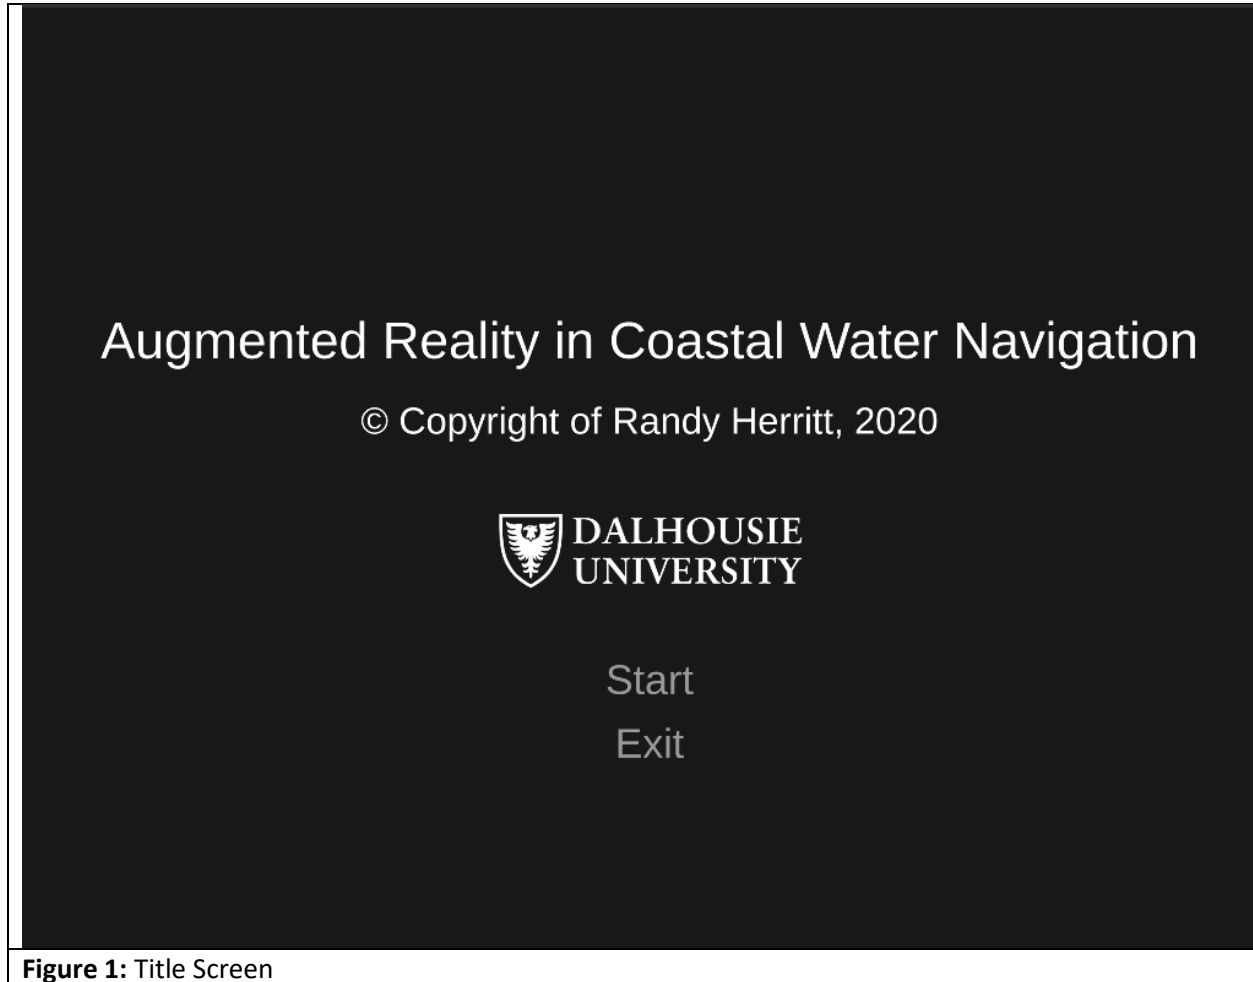 Augmented Reality in Coastal Water Navigation
© Copyright of Randy Herritt, 2020
DALHOUSIE
UNIVERSITY
Start
Exit
Figure 1: Title Screen